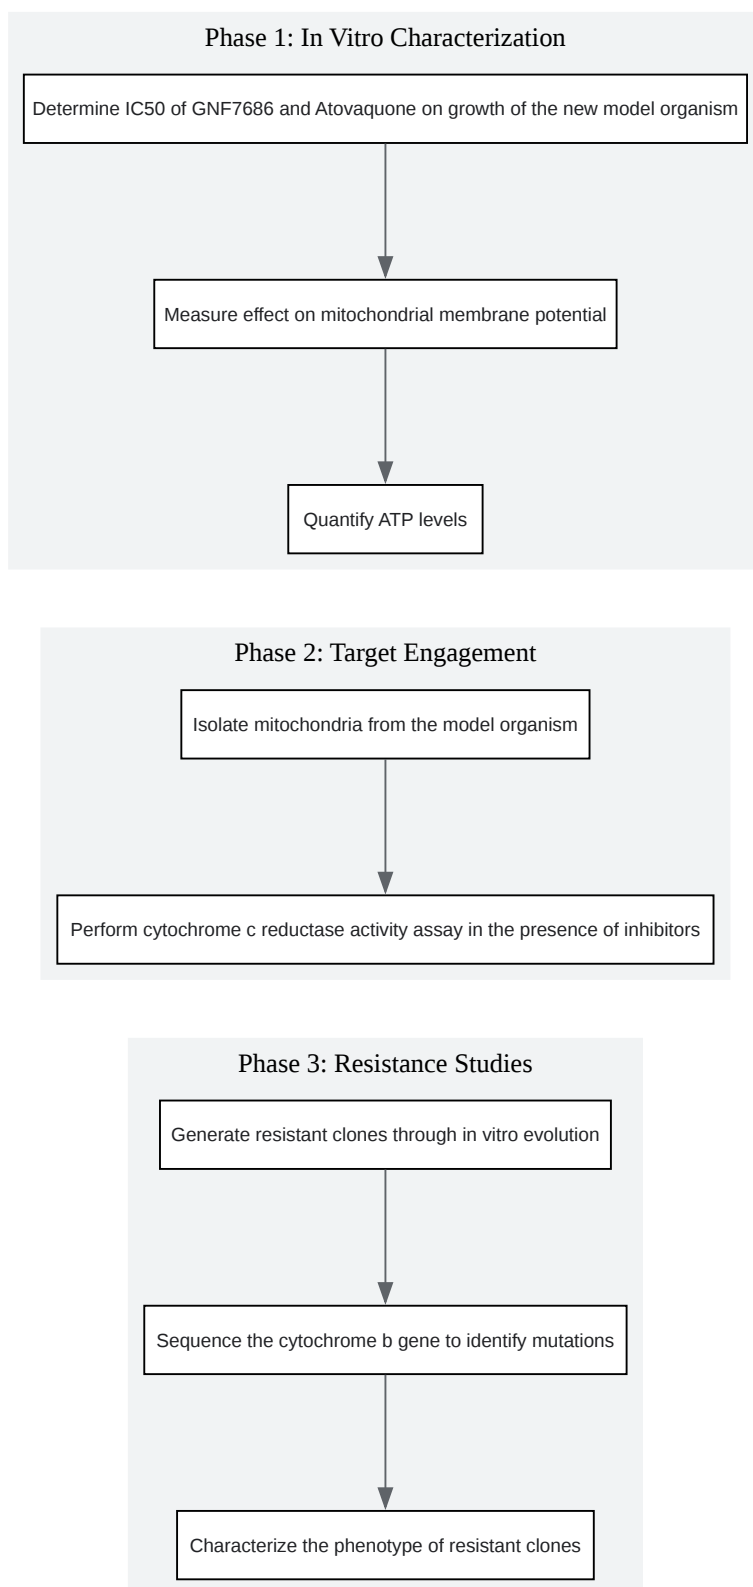 Phase 1: In Vitro Characterization
Determine IC50 of GNF7686 and Atovaquone on growth of the new model organism
Measure effect on mitochondrial membrane potential
Quantify ATP levels
Phase 2: Target Engagement
Isolate mitochondria from the model organism
Perform cytochrome c reductase activity assay in the presence of inhibitors
Phase 3: Resistance Studies
Generate resistant clones through in vitro evolution
Sequence the cytochrome b gene to identify mutations
Characterize the phenotype of resistant clones